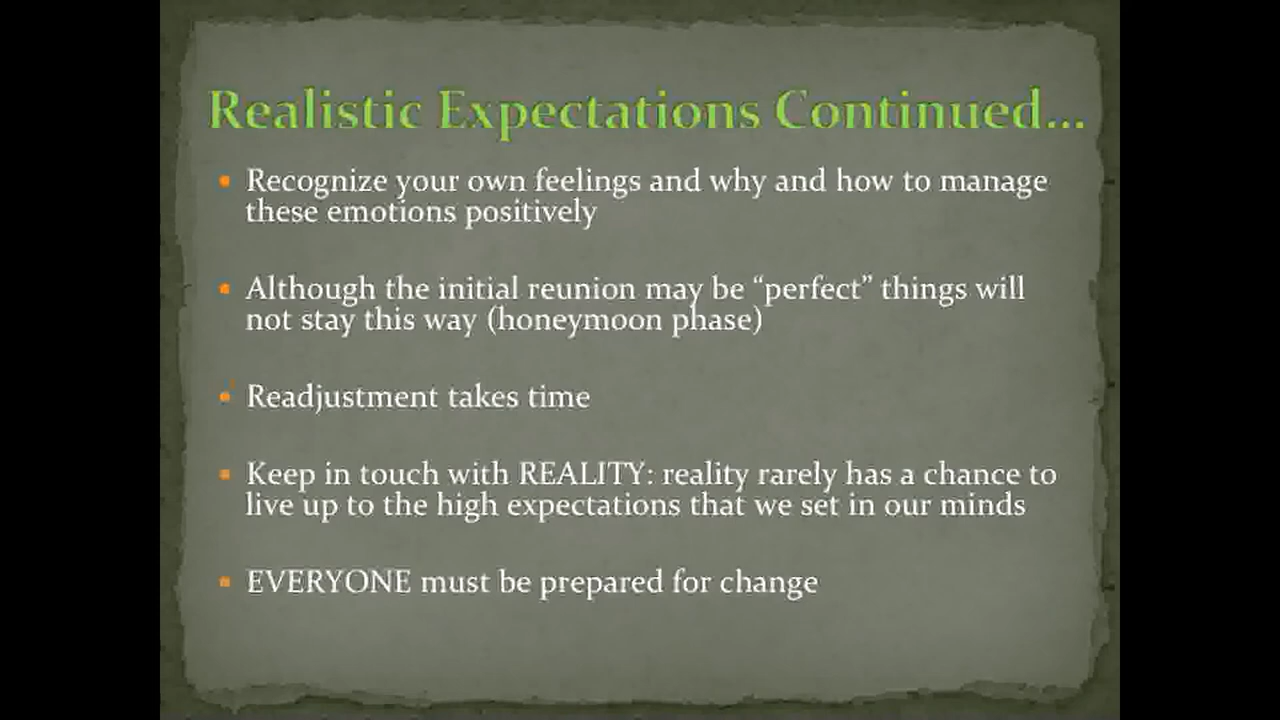 Realistic Expectations Continued...
• Recognize your own feelings and why and how to manage
these emotions positively
• Although the initial reunion may be “perfect” things will
not stay this way (honeymoon phase)
• Readjustment takes time
• Keep in touch with REALITY: reality rarely has a chance to
live up to the high expectations that we set in our minds
• EVERYONE must be prepared for change